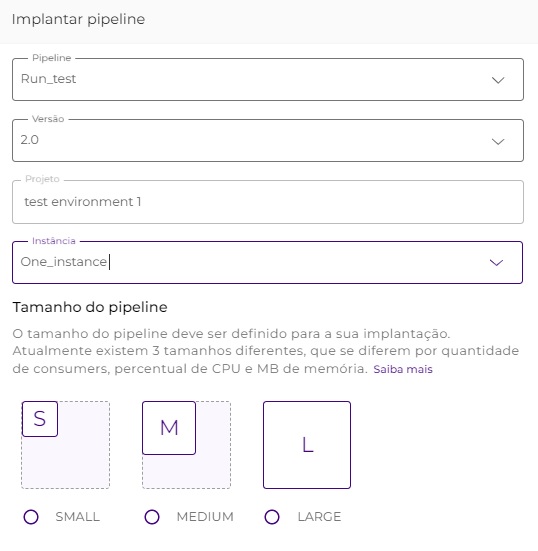 Implantar pipeline
Pipeline
Run_test
Versão
2.0
Projeto
test environment 1
Instância
One_instance
Tamanho do pipeline
O tamanho do pipeline deve ser definido para a sua implantação.
Atualmente existem 3 tamanhos diferentes, que se diferem por quantidade
de consumers, percentual de CPU e MB de memória. Saiba mais
S M L
SMALL MEDIUM LARGE